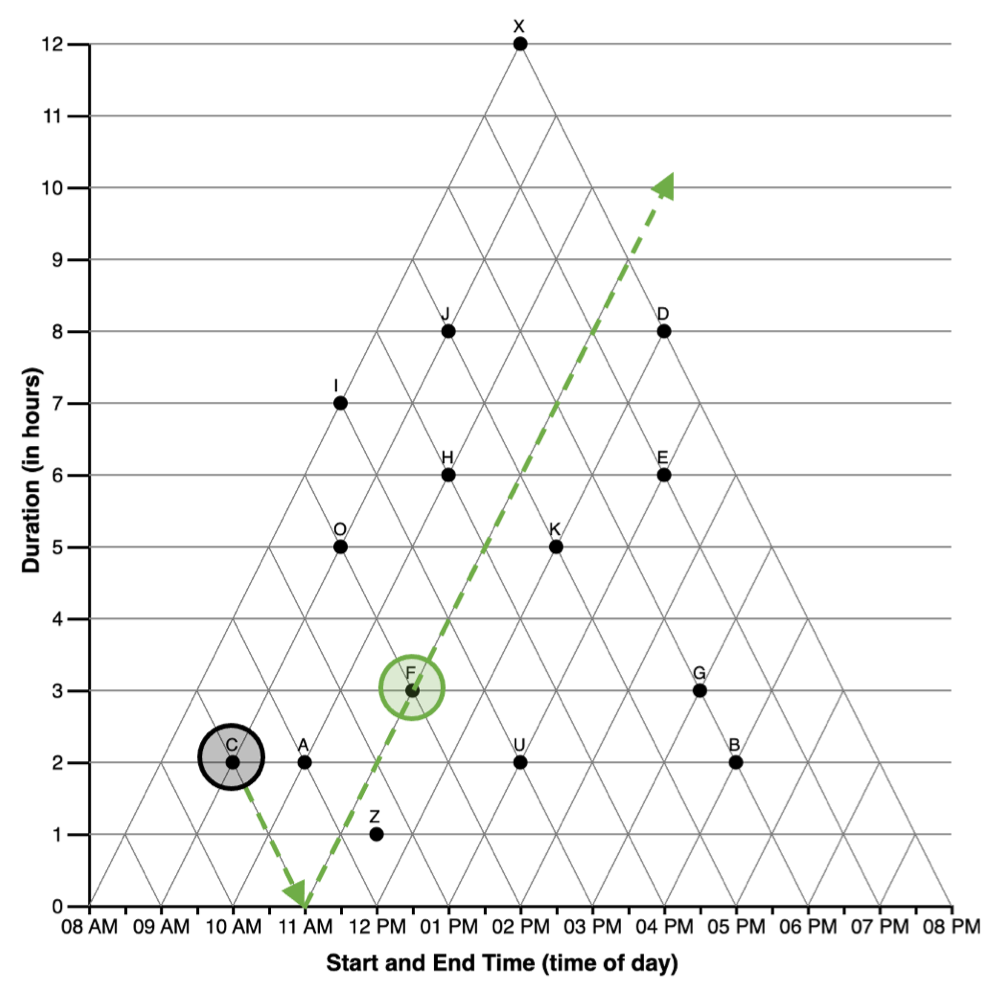 X
12
11
10
9
J
D
8
I
7
H
E
6
O
K
5
4
F
G
3
C
A
U
B
2
Z
1
0
08 AM 09 AM 10 AM 11 AM 12 PM 01 PM 02 PM 03 PM 04 PM 05 PM 06 PM 07 PM 08 PM
Duration (in hours)
Start and End Time (time of day)